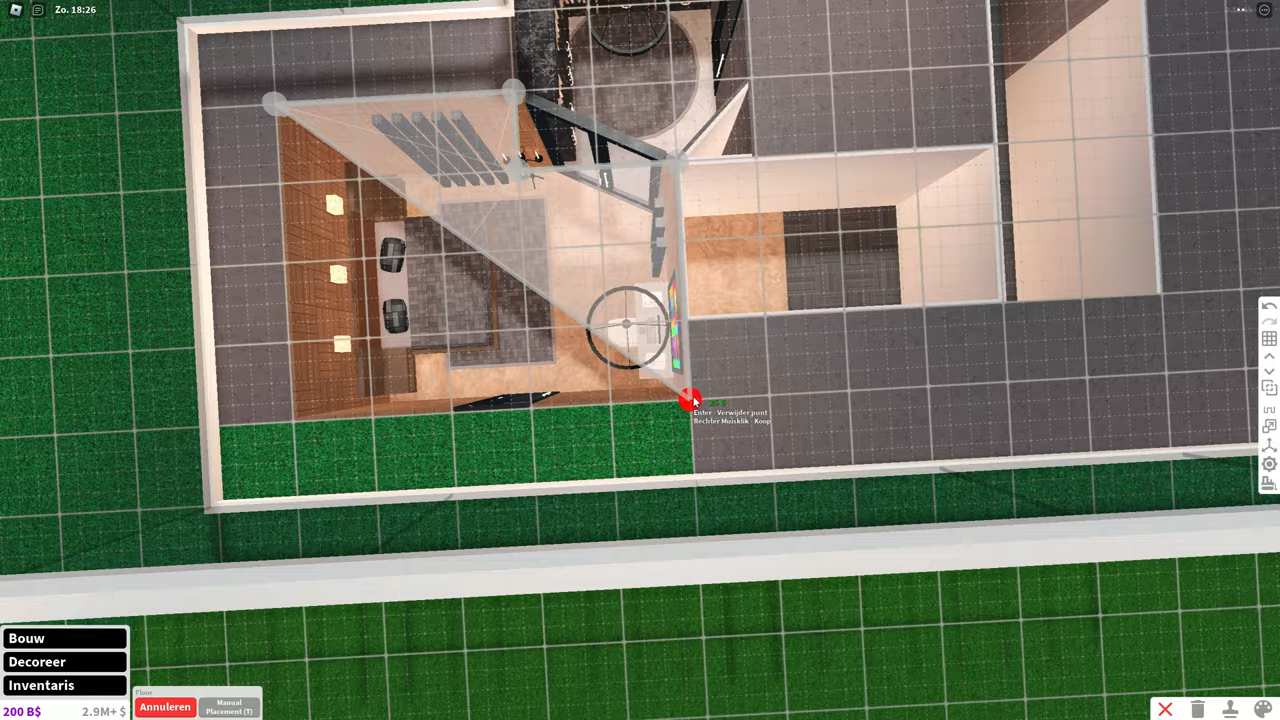 Zo. 18:26
Enter - Verwijder punt
Rechter Muisklik - Koop
Bouw
Decoreer
Inventaris
200 B$
2.9M+ $
Floor
Annuleren
Manual
Placement (T)